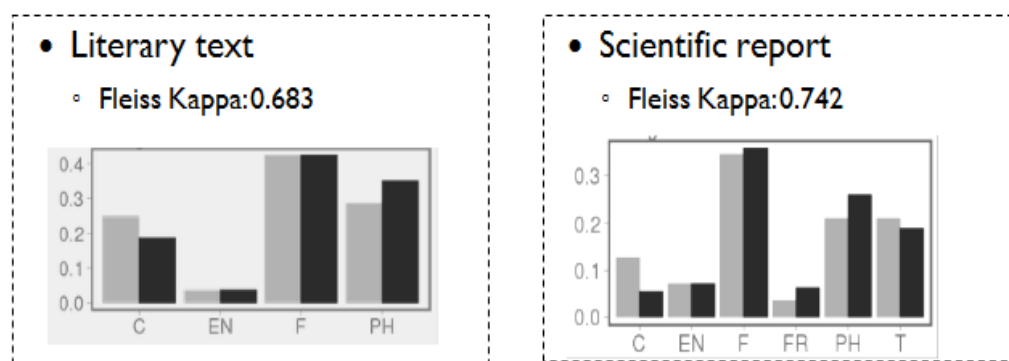 • Literary text
◦ Fleiss Kappa:0.683
0.4
0.3
0.2
0.1
0.0
C EN F PH
• Scientific report
◦ Fleiss Kappa:0.742
0.3
0.2
0.1
0.0
C EN F FR PH T